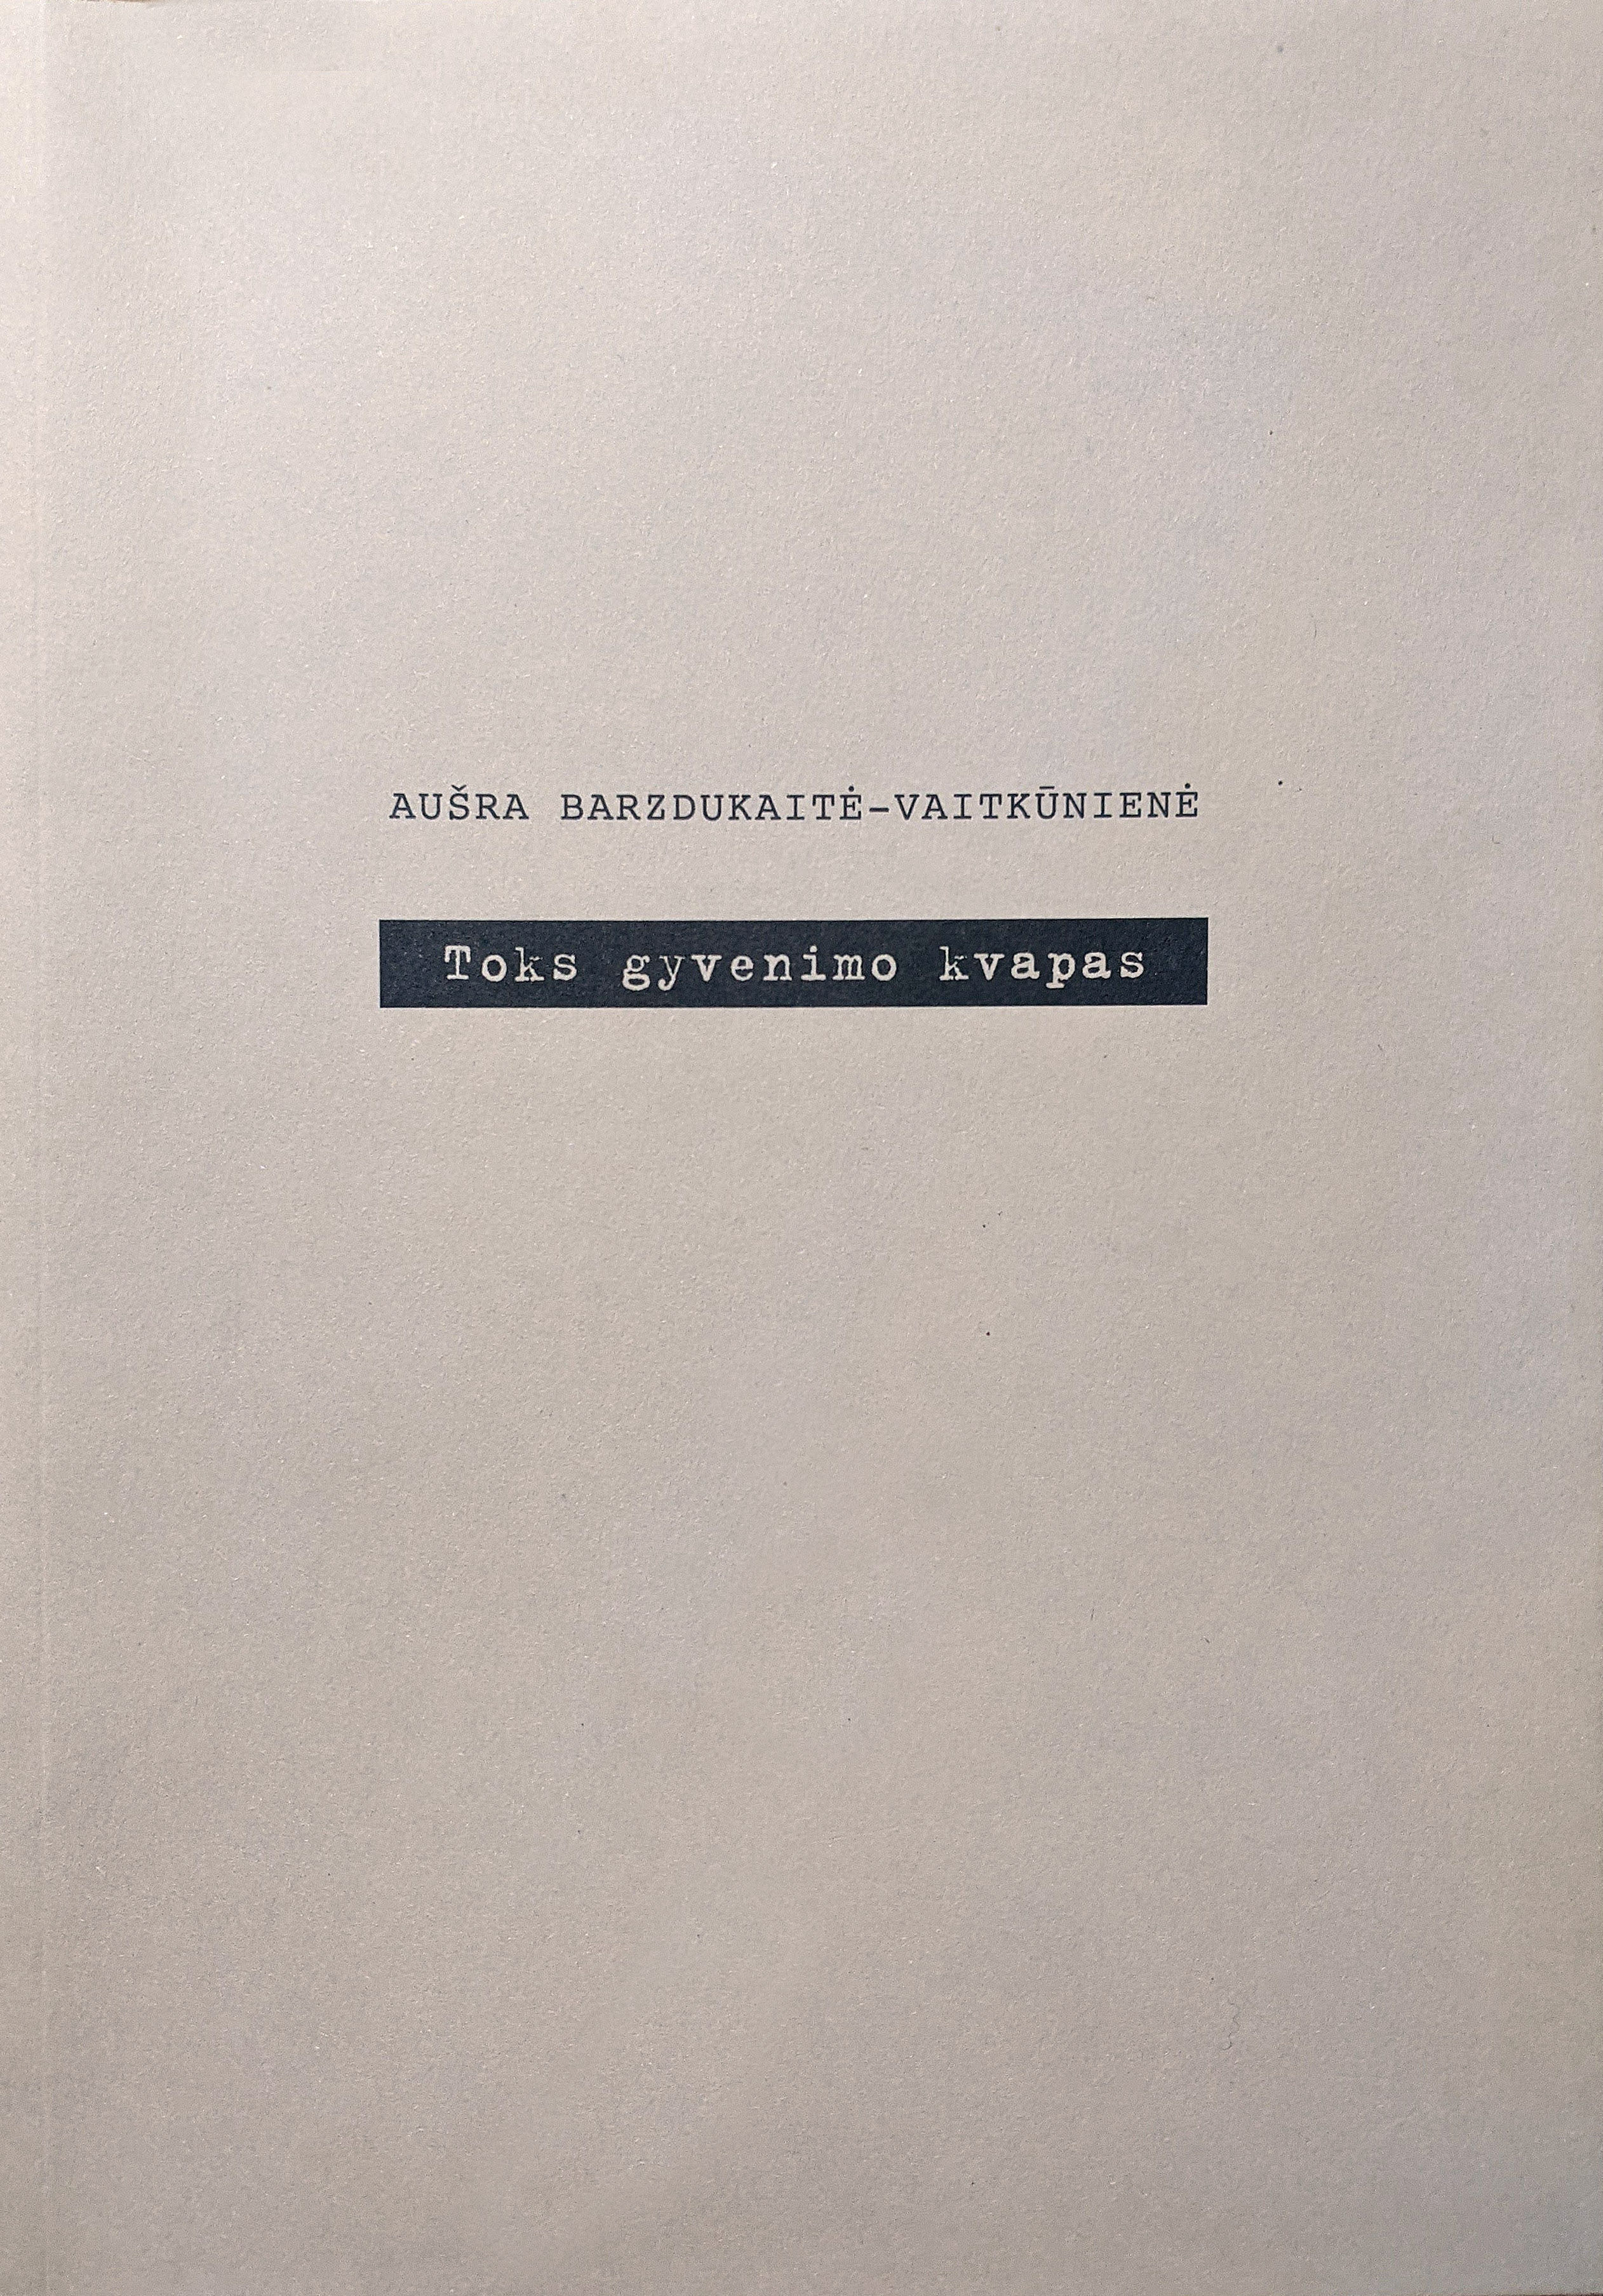 AUŠRA BARZDUKAITĖ-VAITKŪNIENĖ
Toks gyvenimo kvapas